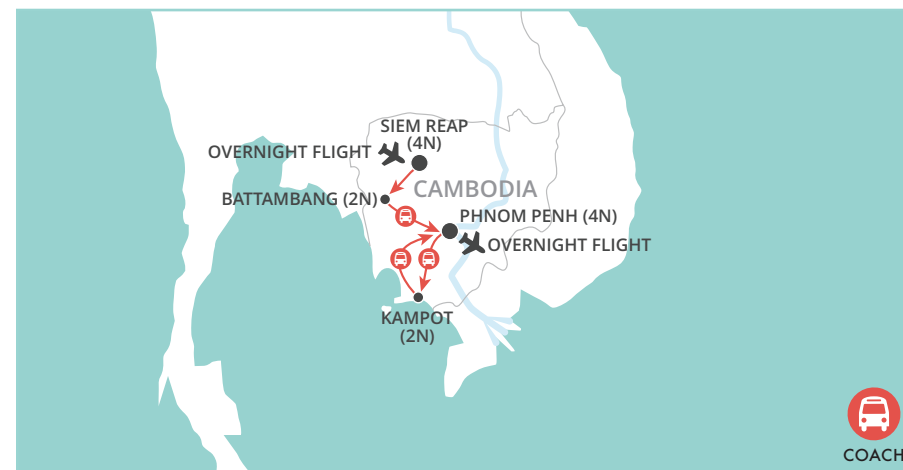 SIEM REAP
(4N)
OVERNIGHT FLIGHT
CAMBODIA
BATTAMBANG (2N)
PHNOM PENH (4N)
OVERNIGHT FLIGHT
KAMPOT
(2N)
COACH